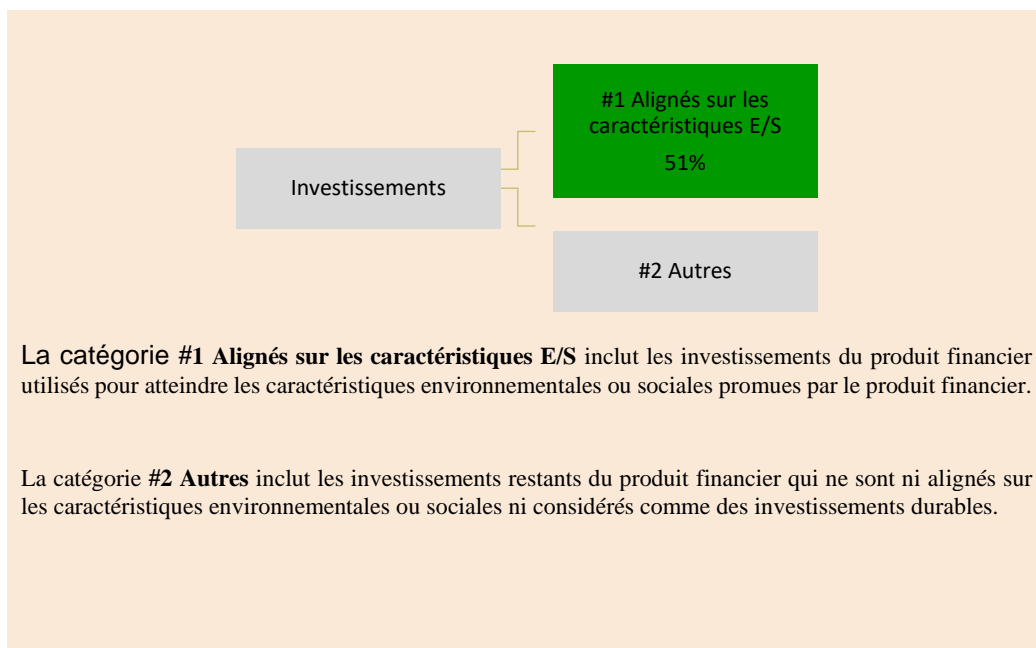 #1 Alignés sur les
caractéristiques E/S
51%
Investissements
#2 Autres
La catégorie #1 Alignés sur les caractéristiques E/S inclut les investissements du produit financier
utilisés pour atteindre les caractéristiques environnementales ou sociales promues par le produit financier.
La catégorie #2 Autres inclut les investissements restants du produit financier qui ne sont ni alignés sur
les caractéristiques environnementales ou sociales ni considérés comme des investissements durables.